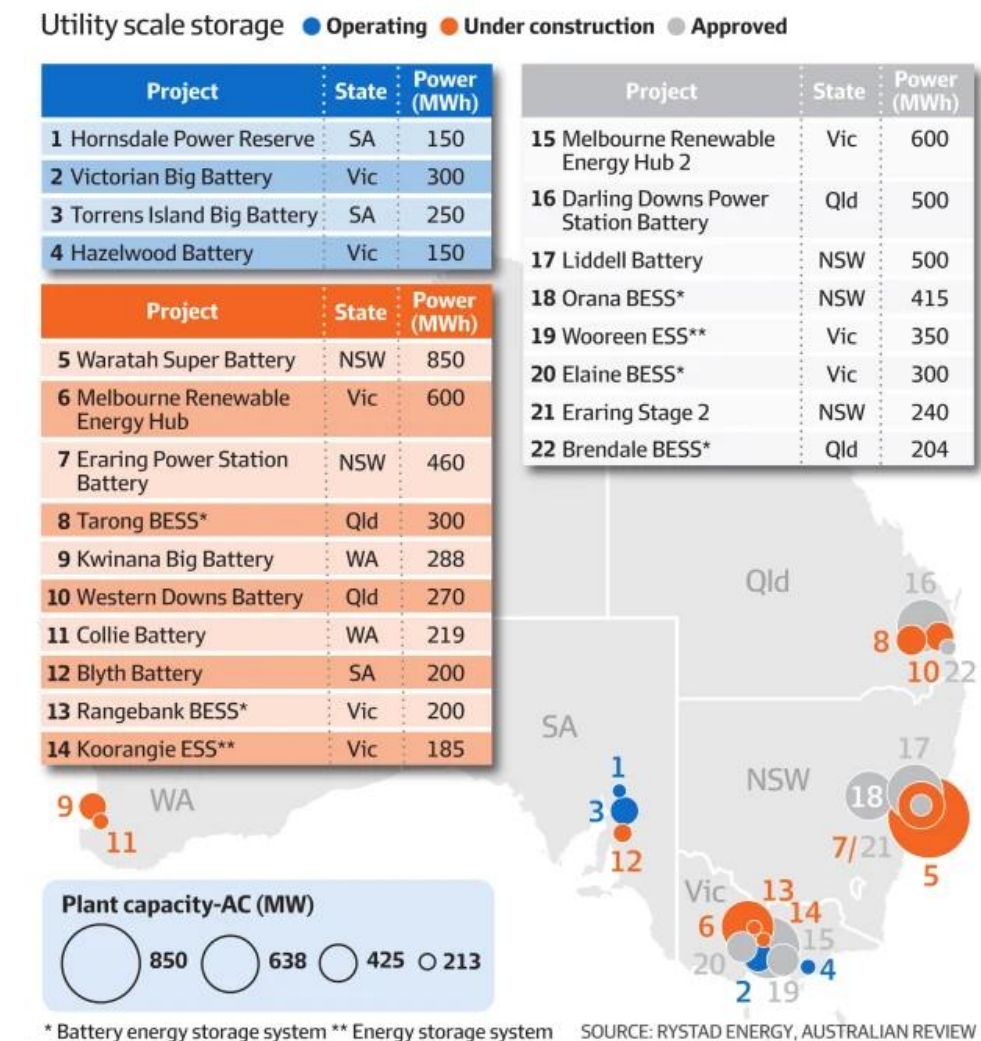 Utility scale storage Operating Under construction Approved
Project State Power (MWh)
1 Hornsdale Power Reserve SA 150
2 Victorian Big Battery Vic 300
3 Torrens Island Big Battery SA 250
4 Hazelwood Battery Vic 150
Project State Power (MWh)
5 Waratah Super Battery NSW 850
6 Melbourne Renewable Vic 600
Energy Hub
7 Eraring Power Station NSW 460
Battery
8 Tarong BESS* Qld 300
9 Kwinana Big Battery WA 288
10 Western Downs Battery Qld 270
11 Collie Battery WA 219
12 Blyth Battery SA 200
13 Rangebank BESS* Vic 200
14 Koorangie ESS** Vic 185
Project State Power (MWh)
15 Melbourne Renewable Vic 600
Energy Hub 2
16 Darling Downs Power Qld 500
Station Battery
17 Liddell Battery NSW 500
18 Orana BESS* NSW 415
19 Wooreen ESS** Vic 350
20 Elaine BESS* Vic 300
21 Eraring Stage 2 NSW 240
22 Brendale BESS* Qld 204
Qld
16
8
10 22
SA
NSW
17
1
3
12
18
7/21
5
9
WA
11
Vic
13
14
6
15
20
4
2 19
Plant capacity-AC (MW)
850 638 425 213
* Battery energy storage system ** Energy storage system SOURCE: RYSTAD ENERGY, AUSTRALIAN REVIEW